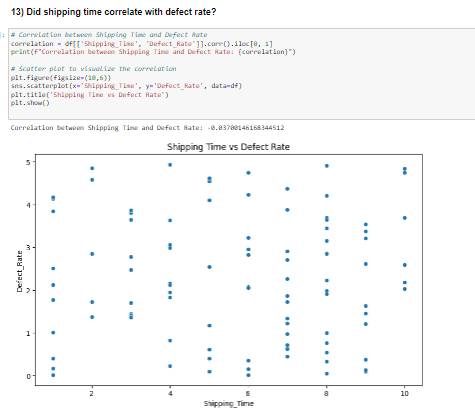 13) Did shipping time correlate with defect rate?
# Correlation between Shipping Time and Defect Rate
correlation = df[['Shipping_Time', 'Defect_Rate']].corr().iloc[0, 1]
print(f"Correlation between Shipping Time and Defect Rate: {correlation}")
# Scatter plot to visualize the correlation
plt.figure(figsize=(10,6))
sns.scatterplot(x='Shipping_Time', y='Defect_Rate', data=df)
plt.title('Shipping Time vs Defect Rate')
plt.show()
Correlation between Shipping Time and Defect Rate: -0.03700146168344512
Shipping Time vs Defect Rate
5
4
3
2
1
0
Defect_Rate
2 4 6 8 10
Shipping_Time